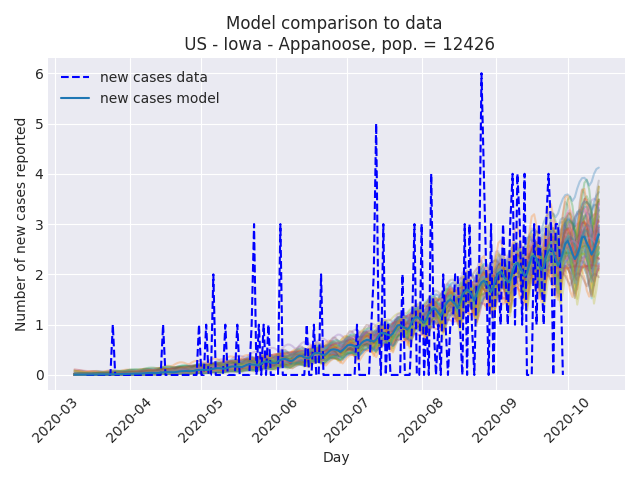 Model comparison to data
US - Iowa - Appanoose, pop. = 12426
new cases data
new cases model
Number of new cases reported
6
5
4
3
2
1
0
2020-03
2020-04
2020-05
2020-06
2020-07
2020-08
2020-09
2020-10
Day